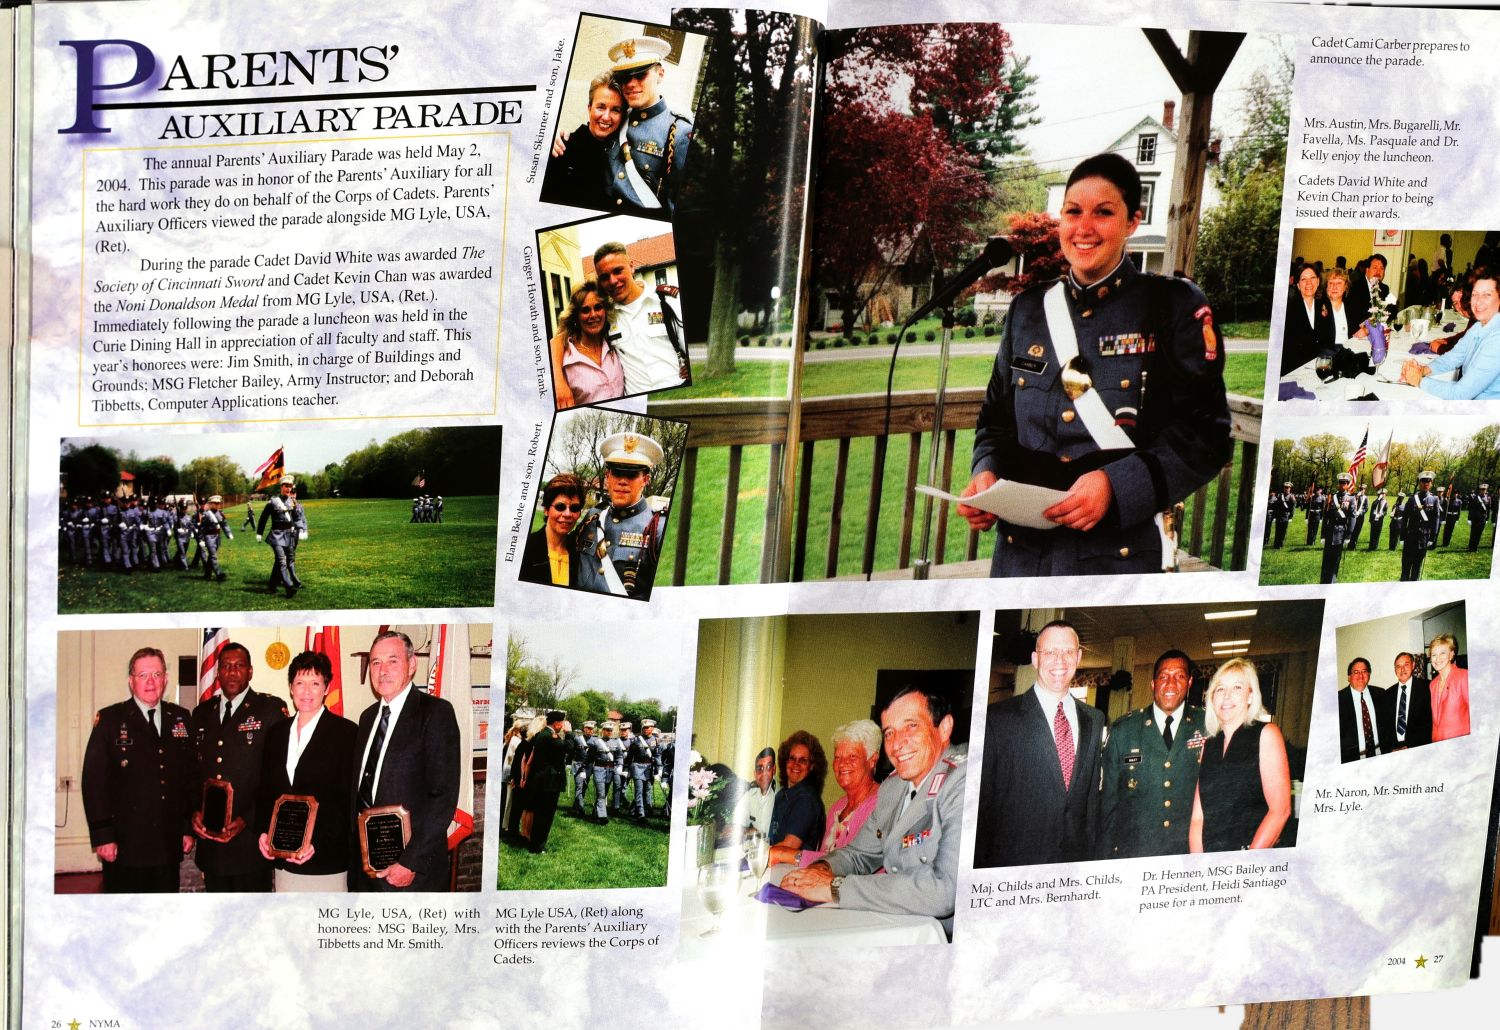 PARENTS'
AUXILIARY PARADE
The annual Parents' Auxiliary Parade was held May 2,
2004. This parade was in honor of the Parents' Auxiliary for all
the hard work they do on behalf of the Corps of Cadets. Parents'
Auxiliary Officers viewed the parade alongside MG Lyle, USA,
(Ret).
During the parade Cadet David White was awarded The
Society of Cincinnati Sword and Cadet Kevin Chan was awarded
the Noni Donaldson Medal from MG Lyle, USA, (Ret.).
Immediately following the parade a luncheon was held in the
Curie Dining Hall in appreciation of all faculty and staff. This
year's honorees were: Jim Smith, in charge of Buildings and
Grounds; MSG Fletcher Bailey, Army Instructor; and Deborah
Tibbetts, Computer Applications teacher.
Susan Skinner and son, Jake.
Ginger Hovath and son, Frank.
Elana Belote and son, Robert.
Cadet Cami Carber prepares to
announce the parade.
Mrs. Austin, Mrs. Bugarelli, Mr.
Favella, Ms. Pasquale and Dr.
Kelly enjoy the luncheon.
Cadets David White and
Kevin Chan prior to being
issued their awards.
MG Lyle, USA, (Ret) with
honorees: MSG Bailey, Mrs.
Tibbetts and Mr. Smith.
MG Lyle USA, (Ret) along
with the Parents' Auxiliary
Officers reviews the Corps of
Cadets.
Maj. Childs and Mrs. Childs,
LTC and Mrs. Bernhardt.
Dr. Hennen, MSG Bailey and
PA President, Heidi Santiago
pause for a moment.
Mr. Naron, Mr. Smith and
Mrs. Lyle.
26 NYMA
2004 27